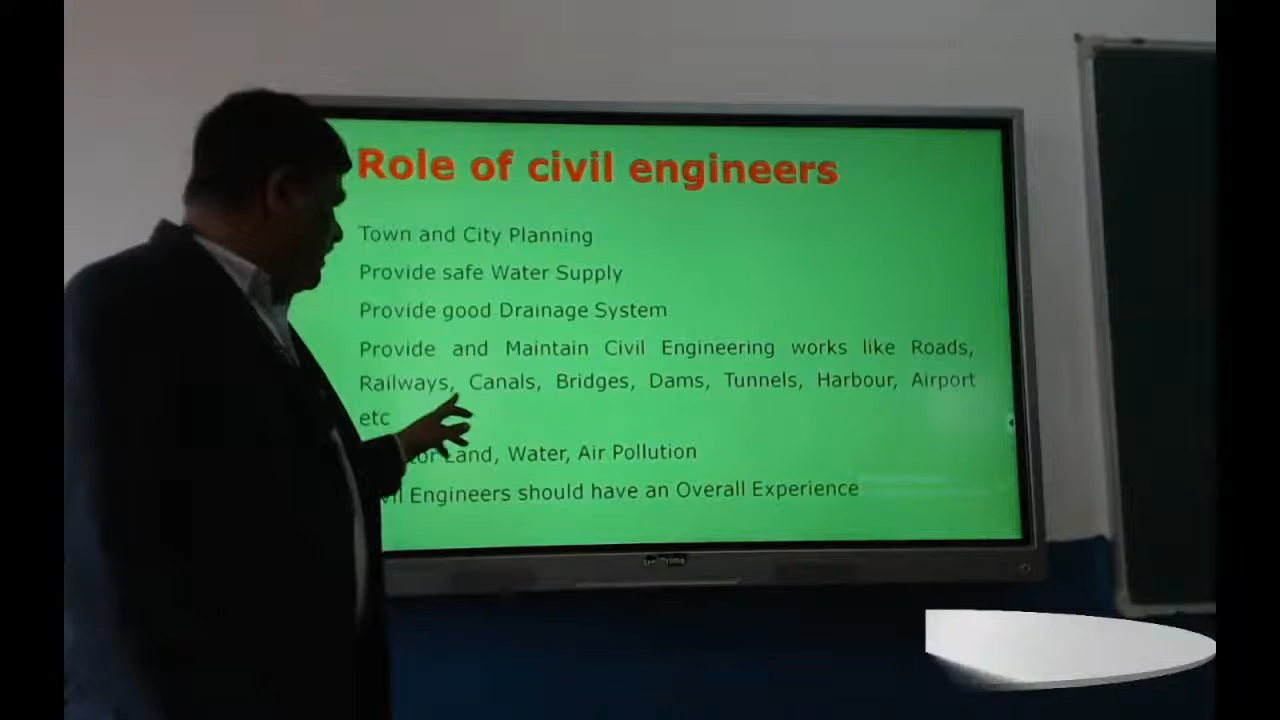 Role of civil engineers
Town and City Planning
Provide safe Water Supply
Provide good Drainage System
Provide and Maintain Civil Engineering works like Roads,
Railways, Canals, Bridges, Dams, Tunnels, Harbour, Airport
etc
Land, Water, Air Pollution
Engineers should have an Overall Experience